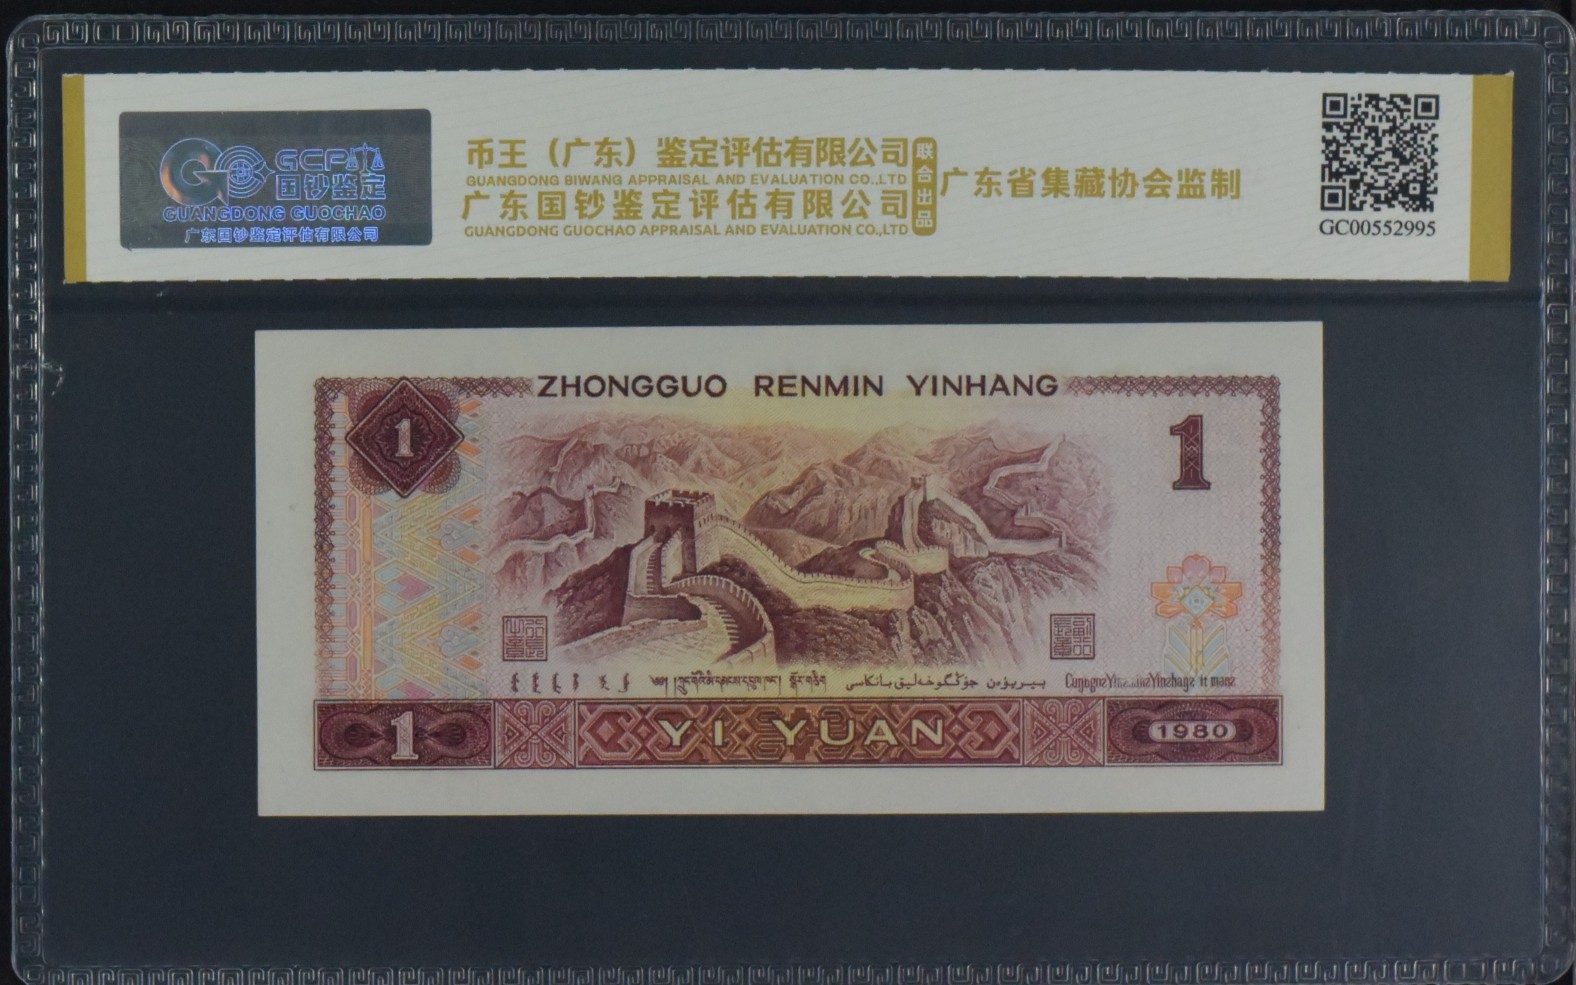 GCP
国钞鉴定
GUANGDONG GUOCHAO
广东国钞鉴定评估有限公司
币王（广东）鉴定评估有限公司
GUANGDONG BIWANG APPRAISAL AND EVALUATION CO.,LTD
广东国钞鉴定评估有限公司
GUANGDONG GUOCHAO APPRAISAL AND EVALUATION CO.,LTD
联合出品
广东省集藏协会监制
GC00552995
ZHONGGUO RENMIN YINHANG
1
1
1
YI YUAN
1980